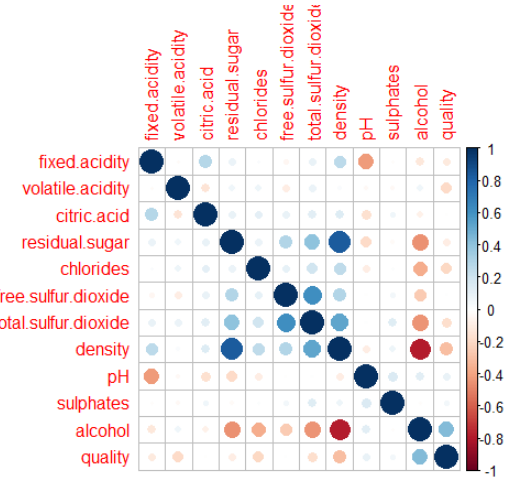 fixed.acidity
volatile.acidity
citric.acid
residual.sugar
chlorides
free.sulfur.dioxide
total.sulfur.dioxide
density
pH
sulphates
alcohol
quality
fixed.acidity
volatile.acidity
citric.acid
residual.sugar
chlorides
free.sulfur.dioxide
total.sulfur.dioxide
density
pH
sulphates
alcohol
quality
1
0.8
0.6
0.4
0.2
0
-0.2
-0.4
-0.6
-0.8
-1